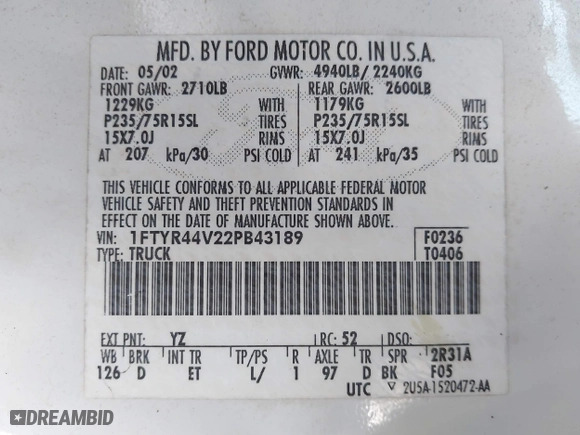 MFD. BY FORD MOTOR CO. IN U.S.A.
DATE: 05/02 GVWR: 4940LB/ 2240KG
FRONT GAWR: 2710LB REAR GAWR: 2600LB
1229KG WITH 1179KG WITH
P235/75R15SL TIRES P235/75R15SL TIRES
15X7.0J RIMS 15X7.0J RIMS
AT 207 kPa/30 PSI COLD AT 241 kPa/35 PSI COLD
THIS VEHICLE CONFORMS TO ALL APPLICABLE FEDERAL MOTOR
VEHICLE SAFETY AND THEFT PREVENTION STANDARDS IN
EFFECT ON THE DATE OF MANUFACTURE SHOWN ABOVE.
VIN: 1FTYR44V22PB43189 F0236
TYPE: TRUCK T0406
EXT PNT: YZ RC: 52 DSO:
WB BRK INT TR TP/PS R AXLE TR SPR 2R31A
126 D ET L/ 1 97 D BK F05
UTC 2USA-1520472-AA
DREAMBID